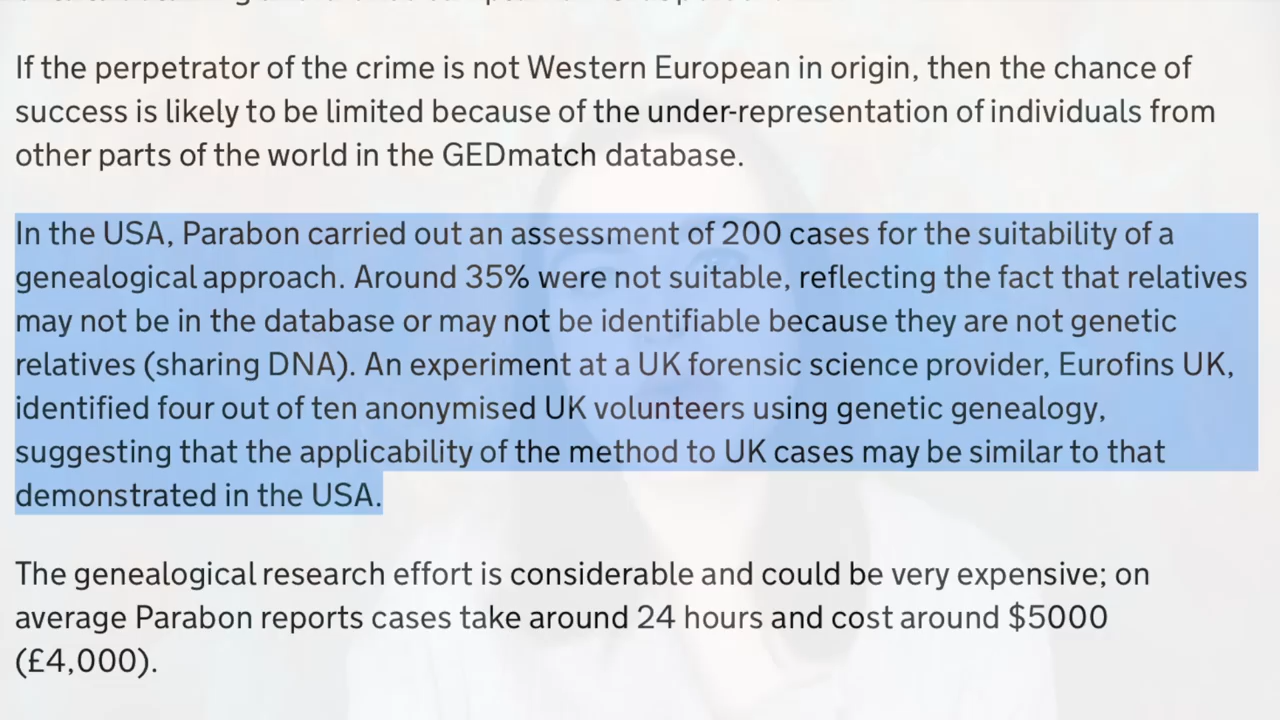 If the perpetrator of the crime is not Western European in origin, then the chance of
success is likely to be limited because of the under-representation of individuals from
other parts of the world in the GEDmatch database.
In the USA, Parabon carried out an assessment of 200 cases for the suitability of a
genealogical approach. Around 35% were not suitable, reflecting the fact that relatives
may not be in the database or may not be identifiable because they are not genetic
relatives (sharing DNA). An experiment at a UK forensic science provider, Eurofins UK,
identified four out of ten anonymised UK volunteers using genetic genealogy,
suggesting that the applicability of the method to UK cases may be similar to that
demonstrated in the USA.
The genealogical research effort is considerable and could be very expensive; on
average Parabon reports cases take around 24 hours and cost around $5000
(£4,000).